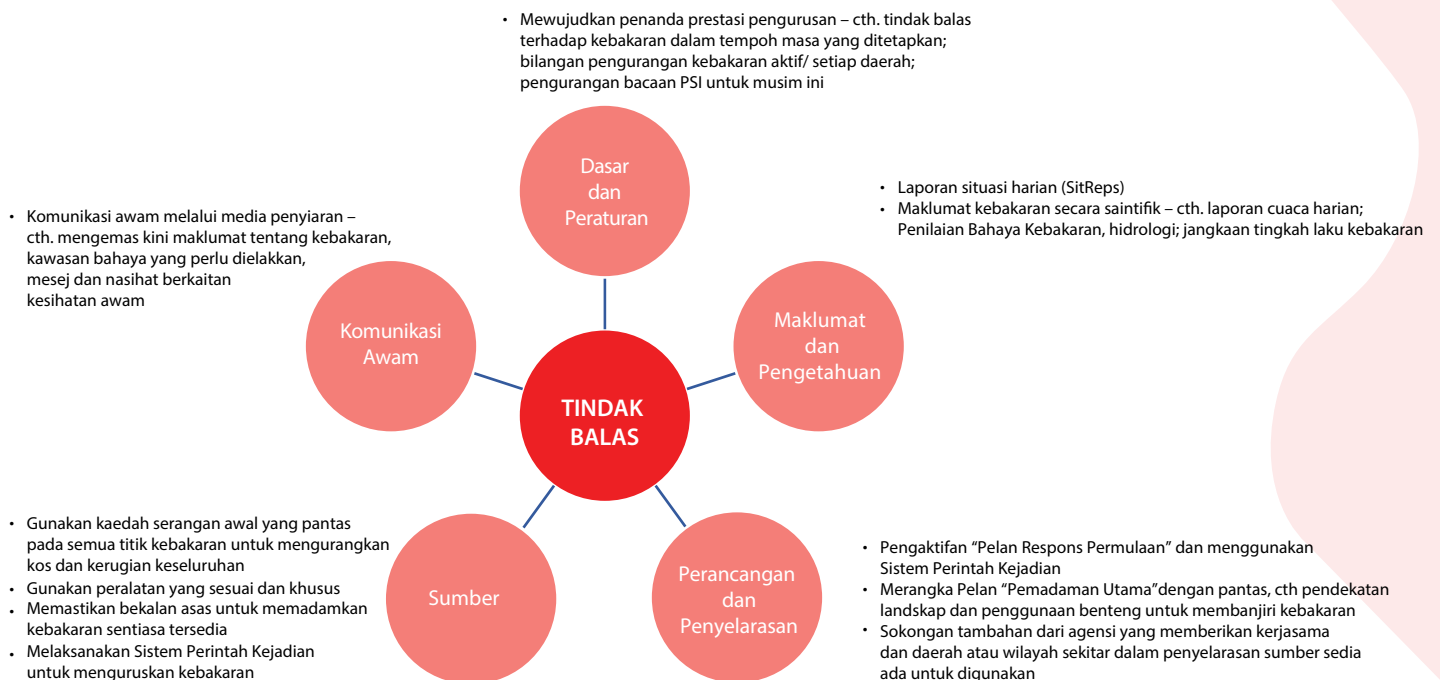 • Mewujudkan penanda prestasi pengurusan – cth. tindak balas
terhadap kebakaran dalam tempoh masa yang ditetapkan;
bilangan pengurangan kebakaran aktif/ setiap daerah;
pengurangan bacaan PSI untuk musim ini
Dasar
dan
Peraturan
• Laporan situasi harian (SitReps)
• Maklumat kebakaran secara saintifik – cth. laporan cuaca harian;
Penilaian Bahaya Kebakaran, hidrologi; jangkaan tingkah laku kebakaran
Maklumat
dan
Pengetahuan
• Komunikasi awam melalui media penyiaran –
cth. mengemas kini maklumat tentang kebakaran,
kawasan bahaya yang perlu dielakkan,
mesej dan nasihat berkaitan
kesihatan awam
Komunikasi
Awam
TINDAK
BALAS
• Gunakan kaedah serangan awal yang pantas
pada semua titik kebakaran untuk mengurangkan
kos dan kerugian keseluruhan
• Gunakan peralatan yang sesuai dan khusus
• Memastikan bekalan asas untuk memadamkan
kebakaran sentiasa tersedia
• Melaksanakan Sistem Perintah Kejadian
untuk menguruskan kebakaran
Sumber
Perancangan
dan
Penyelarasan
• Pengaktifan “Pelan Respons Permulaan” dan menggunakan
Sistem Perintah Kejadian
• Merangka Pelan “Pemadaman Utama”dengan pantas, cth pendekatan
landskap dan penggunaan benteng untuk membanjiri kebakaran
• Sokongan tambahan dari agensi yang memberikan kerjasama
dan daerah atau wilayah sekitar dalam penyelarasan sumber sedia
ada untuk digunakan